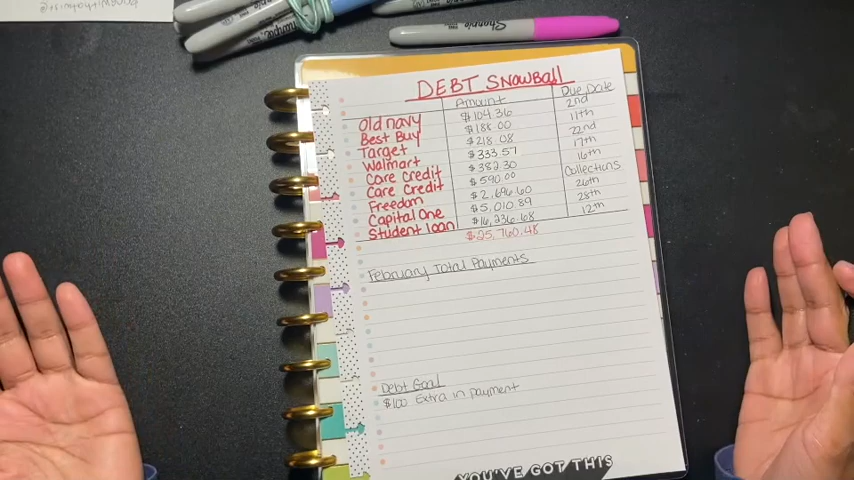 Sharpie
DEBT SNOWBALL
Amount Due Date
Old navy $104.36 2nd
Best Buy $188.00 11th
Target $218.08 22nd
Walmart $333.57 17th
Care Credit $382.30 16th
Care Credit $590.00 Collections
Freedom $2,696.60 26th
Capital One $5,010.89 28th
Student loan $16,236.68 12th
$25,760.48
February Total Payments
Debt Goal
$100 Extra in payment
YOU'VE GOT THIS